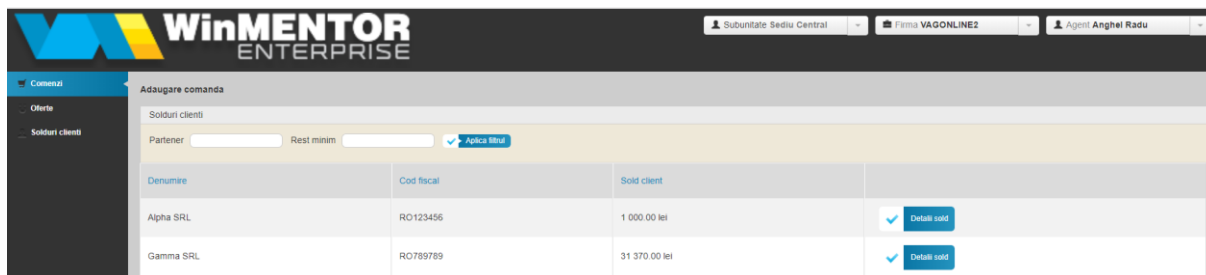 WinMENTOR
ENTERPRISE
Subunitate Sediu Central
Firma VAGONLINE2
Agent Anghel Radu
Comenzi
Oferte
Solduri clienti
Adaugare comanda
Solduri clienti
Partener Rest minim Aplica filtrul
Denumire Cod fiscal Sold client
Alpha SRL RO123456 1 000.00 lei Detalii sold
Gamma SRL RO789789 31 370.00 lei Detalii sold